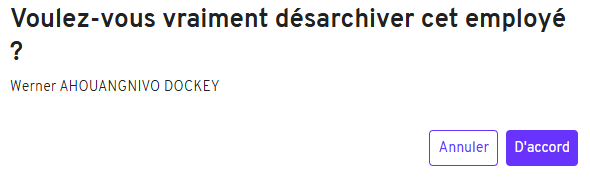 Voulez-vous vraiment désarchiver cet employé
?
Werner AHOUANGNIVO DOCKEY
Annuler
D'accord